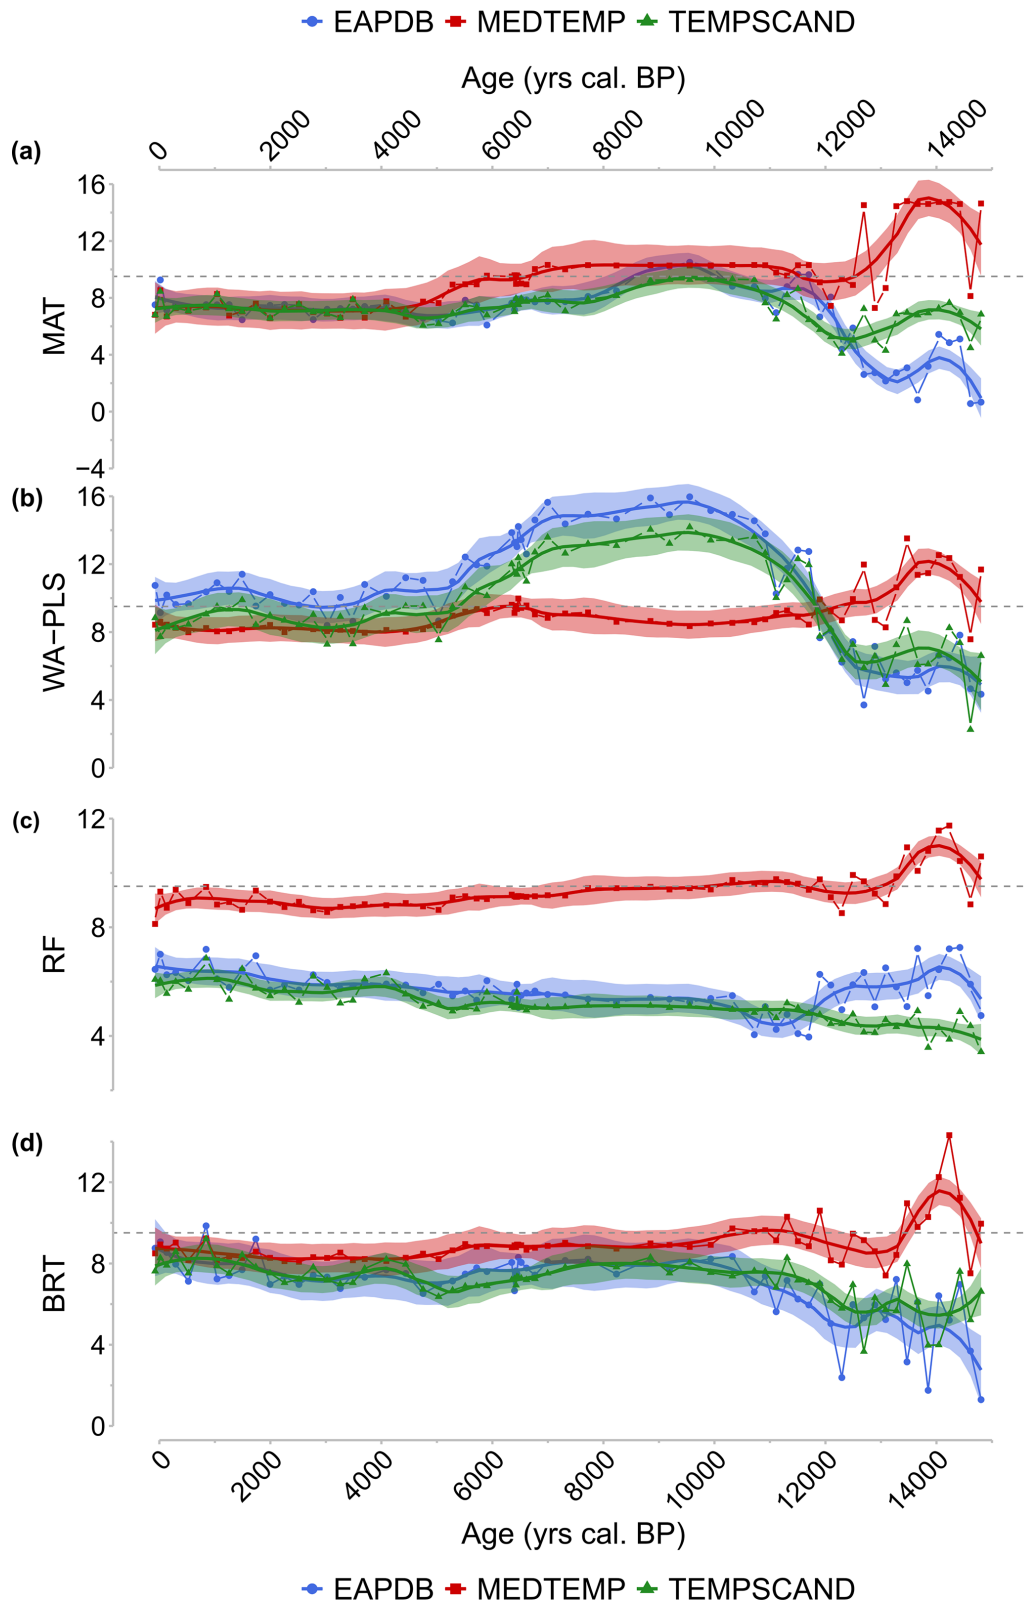 EAPDB MEDTEMP TEMPSCAND
Age (yrs cal. BP)
0 2000 4000 6000 8000 10000 12000 14000
(a)
MAT
16
12
8
4
0
−4
(b)
WA−PLS
16
12
8
4
0
(c)
RF
12
8
4
(d)
BRT
12
8
4
0
0 2000 4000 6000 8000 10000 12000 14000
Age (yrs cal. BP)
EAPDB MEDTEMP TEMPSCAND